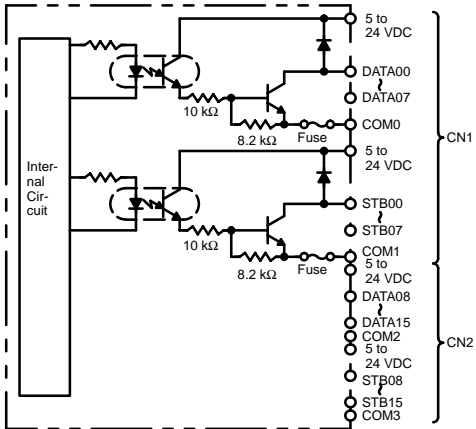 Inter-
nal
Cir-
cuit
10 kΩ
8.2 kΩ
Fuse
10 kΩ
8.2 kΩ
Fuse
5 to
24 VDC
DATA00
DATA07
COM0
5 to
24 VDC
STB00
STB07
COM1
5 to
24 VDC
DATA08
DATA15
COM2
5 to
24 VDC
STB08
STB15
COM3
CN1
CN2